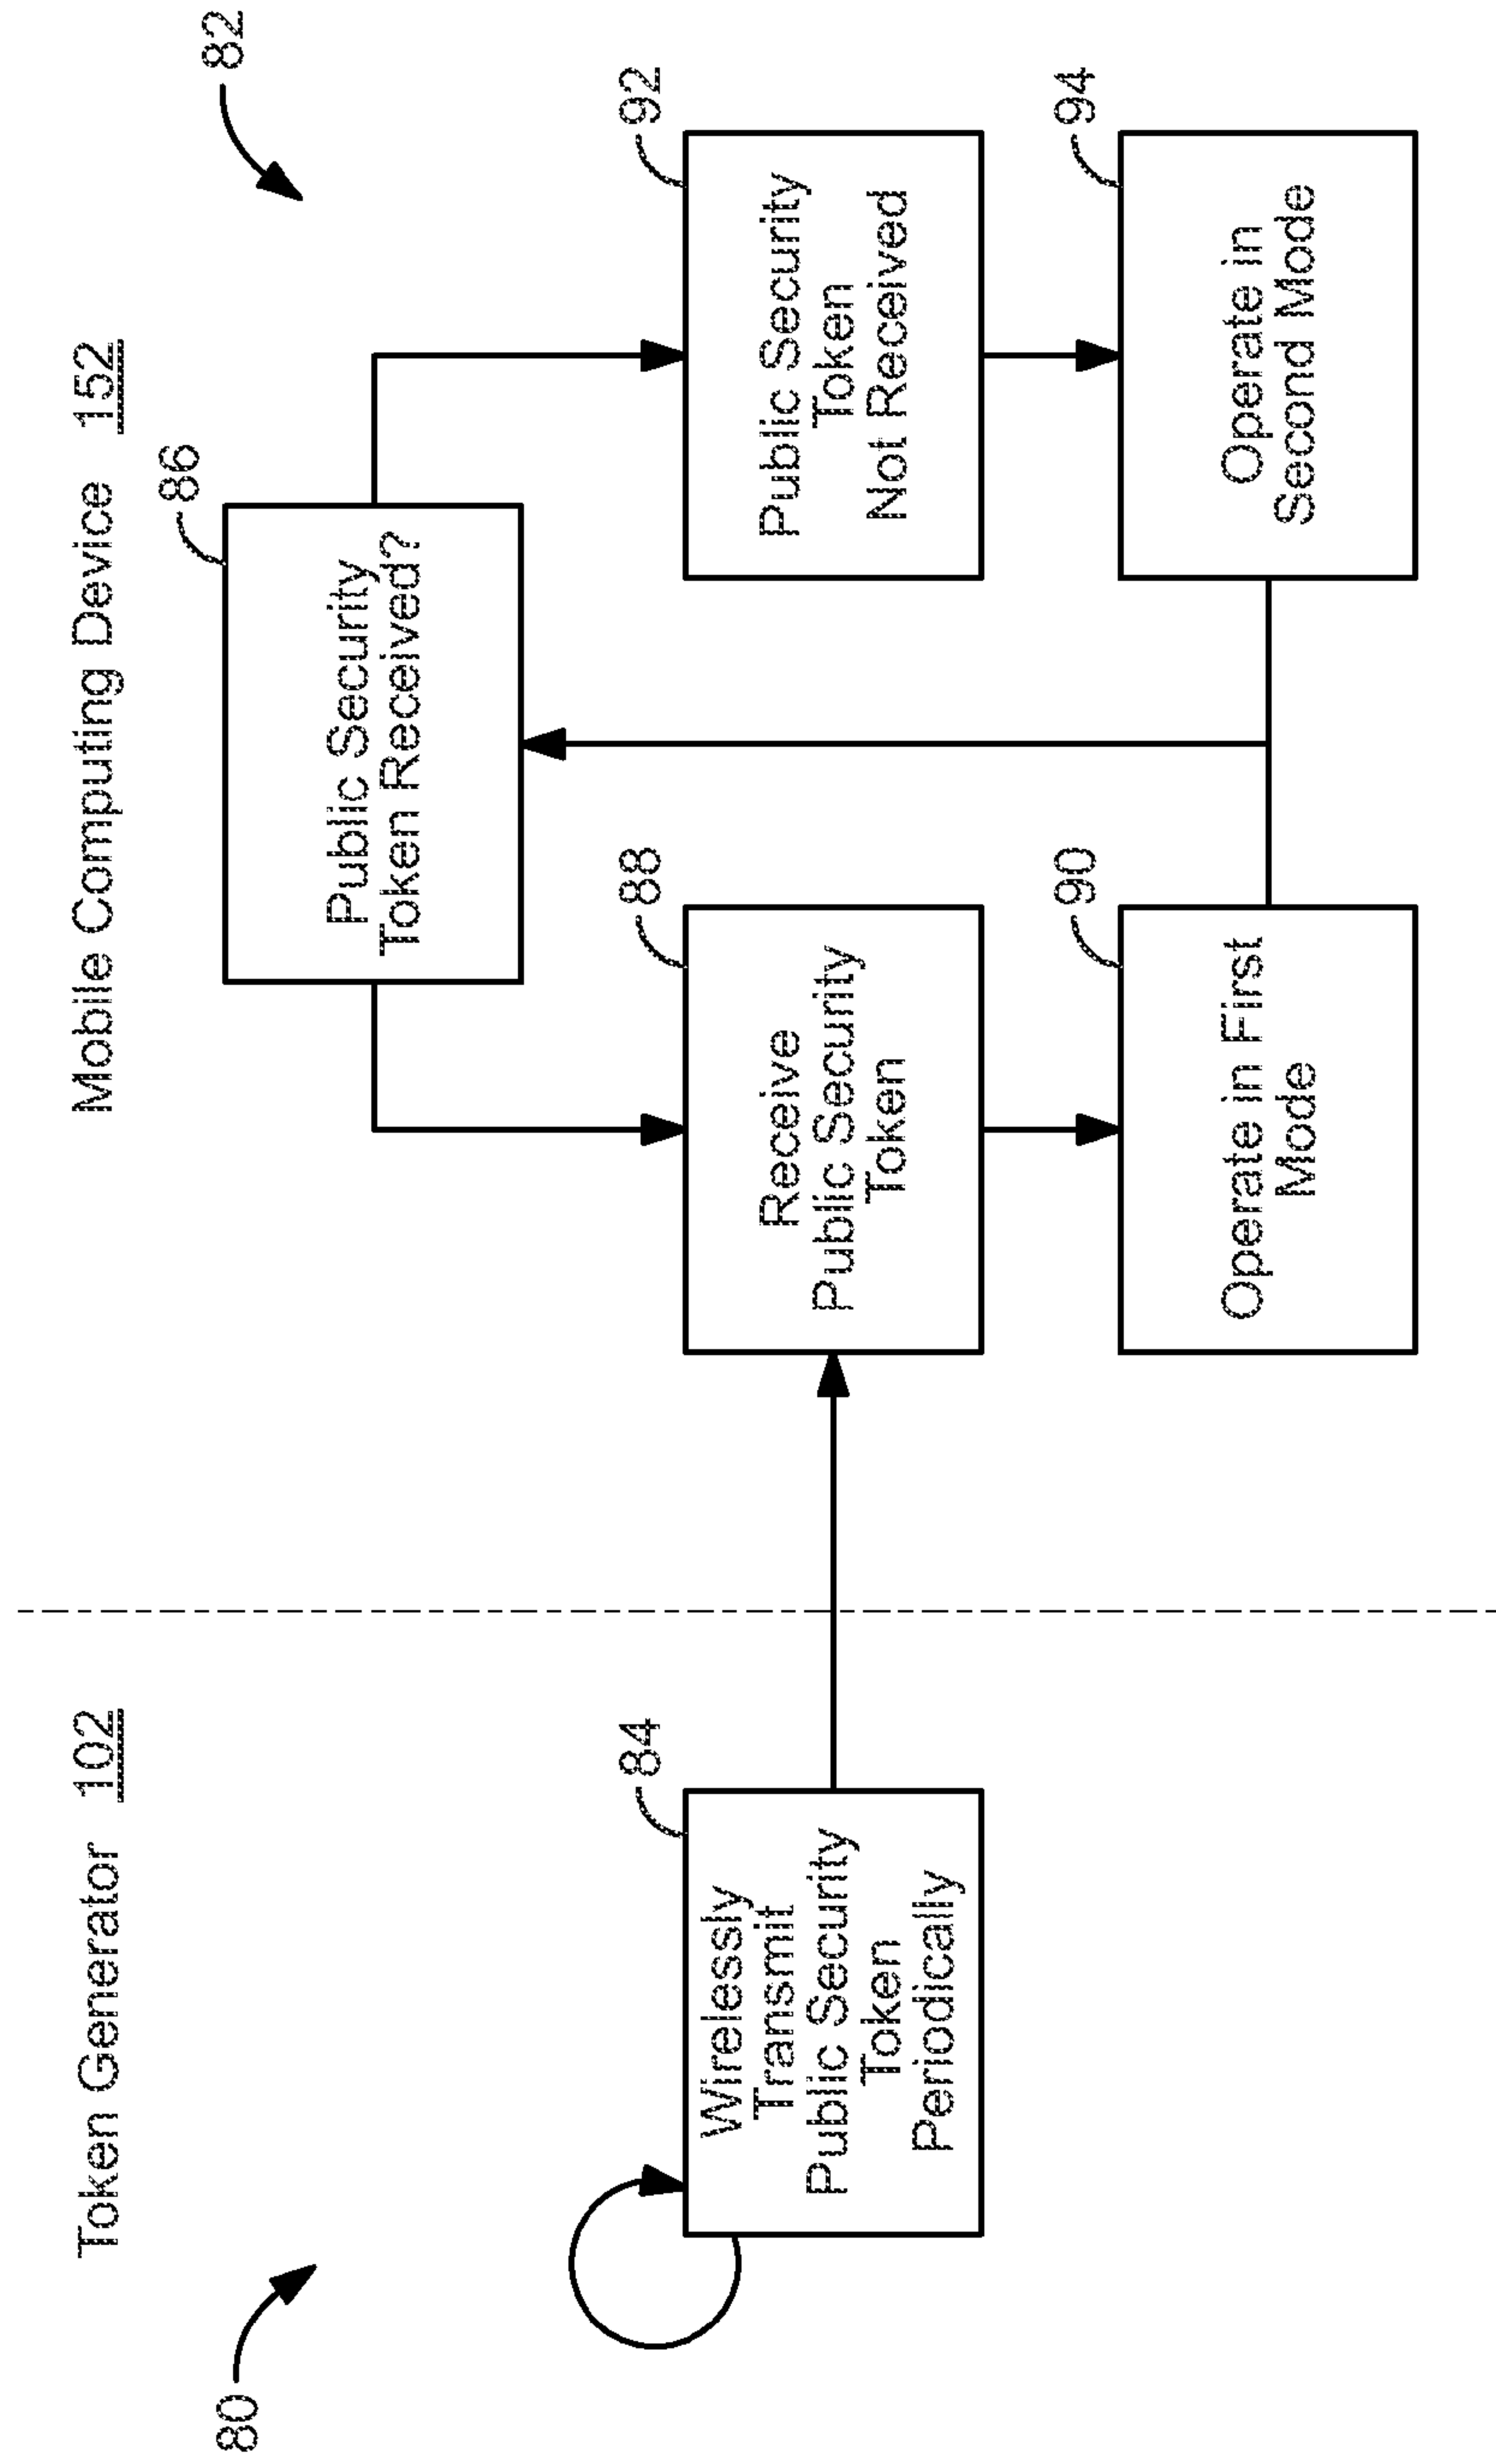 Token Generator 102
Mobile Computing Device 152
80
82
86
Public Security
Token Received?
84
Wirelessly
Transmit
Public Security
Token
Periodically
88
Receive
Public Security
Token
92
Public Security
Token
Not Received
90
Operate in First
Mode
94
Operate in
Second Mode